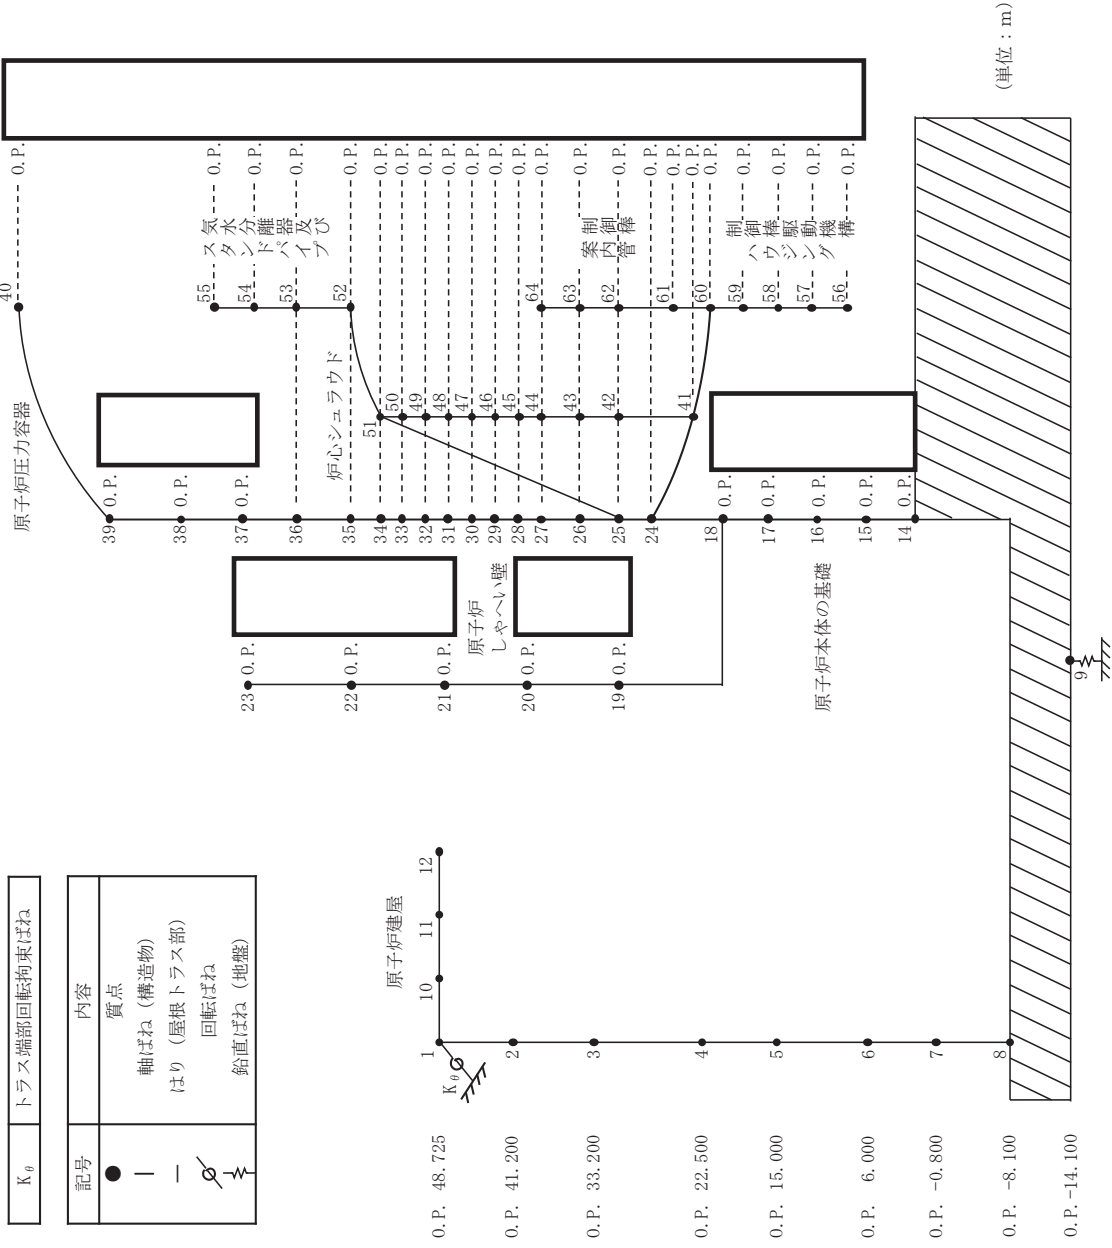 (単位：m)
K θ トラス端部回転拘束ばね
記号 内容
質点
軸ばね（構造物）
はり（屋根トラス部）
回転ばね
鉛直ばね（地盤）
O.P. 48.725
O.P. 41.200
O.P. 33.200
O.P. 22.500
O.P. 15.000
O.P. 6.000
O.P. -0.800
O.P. -8.100
O.P. -14.100
原子炉建屋
1
10
11
12
K θ
2
3
4
5
6
7
8
9
原子炉しゃへい壁
23 O.P.
22 O.P.
21 O.P.
20 O.P.
19 O.P.
原子炉本体の基礎
18 O.P.
17 O.P.
16 O.P.
15 O.P.
14 O.P.
原子炉圧力容器
40 O.P.
39 O.P.
38 O.P.
37 O.P.
36
35
34
33
32
31
30
29
28
27
26
25
24
炉心シュラウド
51
50
49
48
47
46
45
44
43
42
41
気水分離器及び
スタンドパイプ
55 O.P.
54 O.P.
53 O.P.
52 O.P.
O.P.
O.P.
O.P.
O.P.
O.P.
O.P.
O.P.
制御棒
案内管
64 O.P.
63 O.P.
62 O.P.
O.P.
61 O.P.
O.P.
60 O.P.
制御棒駆動機構
ハウジング
59 O.P.
58 O.P.
57 O.P.
56 O.P.